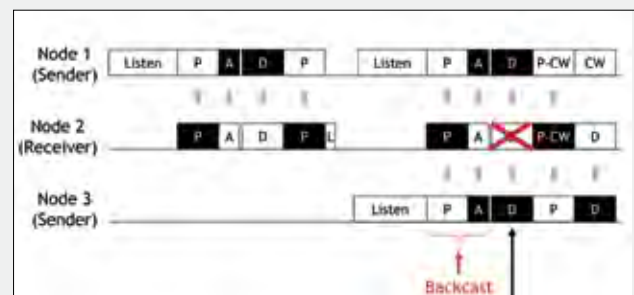 Node 1
(Sender)
Listen P A D P Listen P A D P-CW CW
Node 2
(Receiver)
P A D P L P A P-CW D
Node 3
(Sender)
Listen P A D P D
Backcast